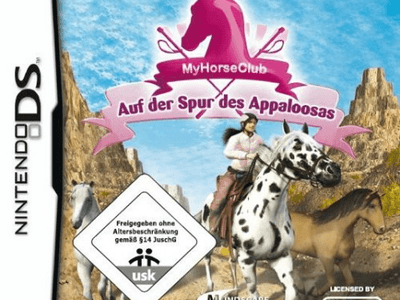 NINTENDO DS
MyHorseClub
Auf der Spur des Appaloosas
Freigegeben ohne
Altersbeschränkung
gemäß §14 JuschG
usk
LICENSED BY